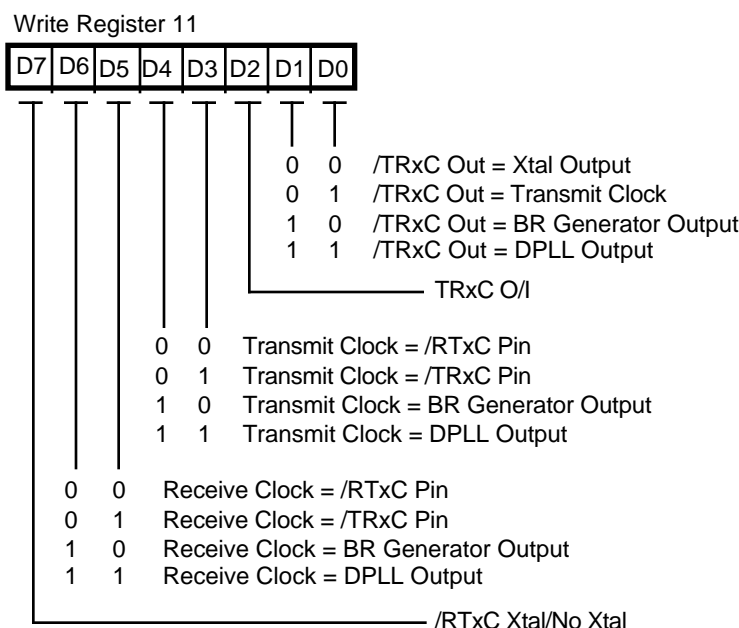 Write Register 11
D7 D6 D5 D4 D3 D2 D1 D0
0 0 /TRxC Out = Xtal Output
0 1 /TRxC Out = Transmit Clock
1 0 /TRxC Out = BR Generator Output
1 1 /TRxC Out = DPLL Output
TRxC O/I
0 0 Transmit Clock = /RTxC Pin
0 1 Transmit Clock = /TRxC Pin
1 0 Transmit Clock = BR Generator Output
1 1 Transmit Clock = DPLL Output
0 0 Receive Clock = /RTxC Pin
0 1 Receive Clock = /TRxC Pin
1 0 Receive Clock = BR Generator Output
1 1 Receive Clock = DPLL Output
/RTxC Xtal/No Xtal